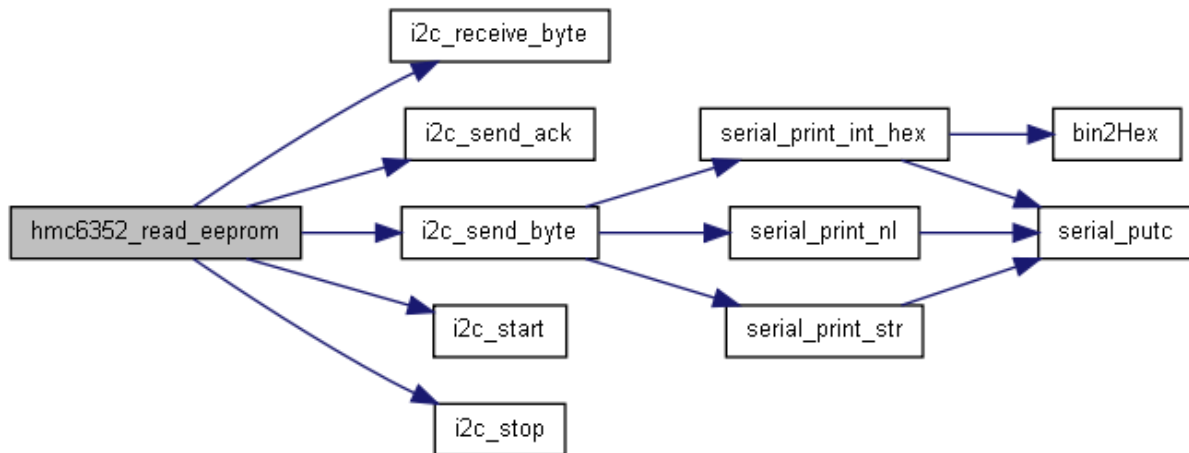 i2c_receive_byte
i2c_send_ack
serial_print_int_hex
bin2Hex
hmc6352_read_eeprom
i2c_send_byte
serial_print_nl
serial_putc
i2c_start
serial_print_str
i2c_stop